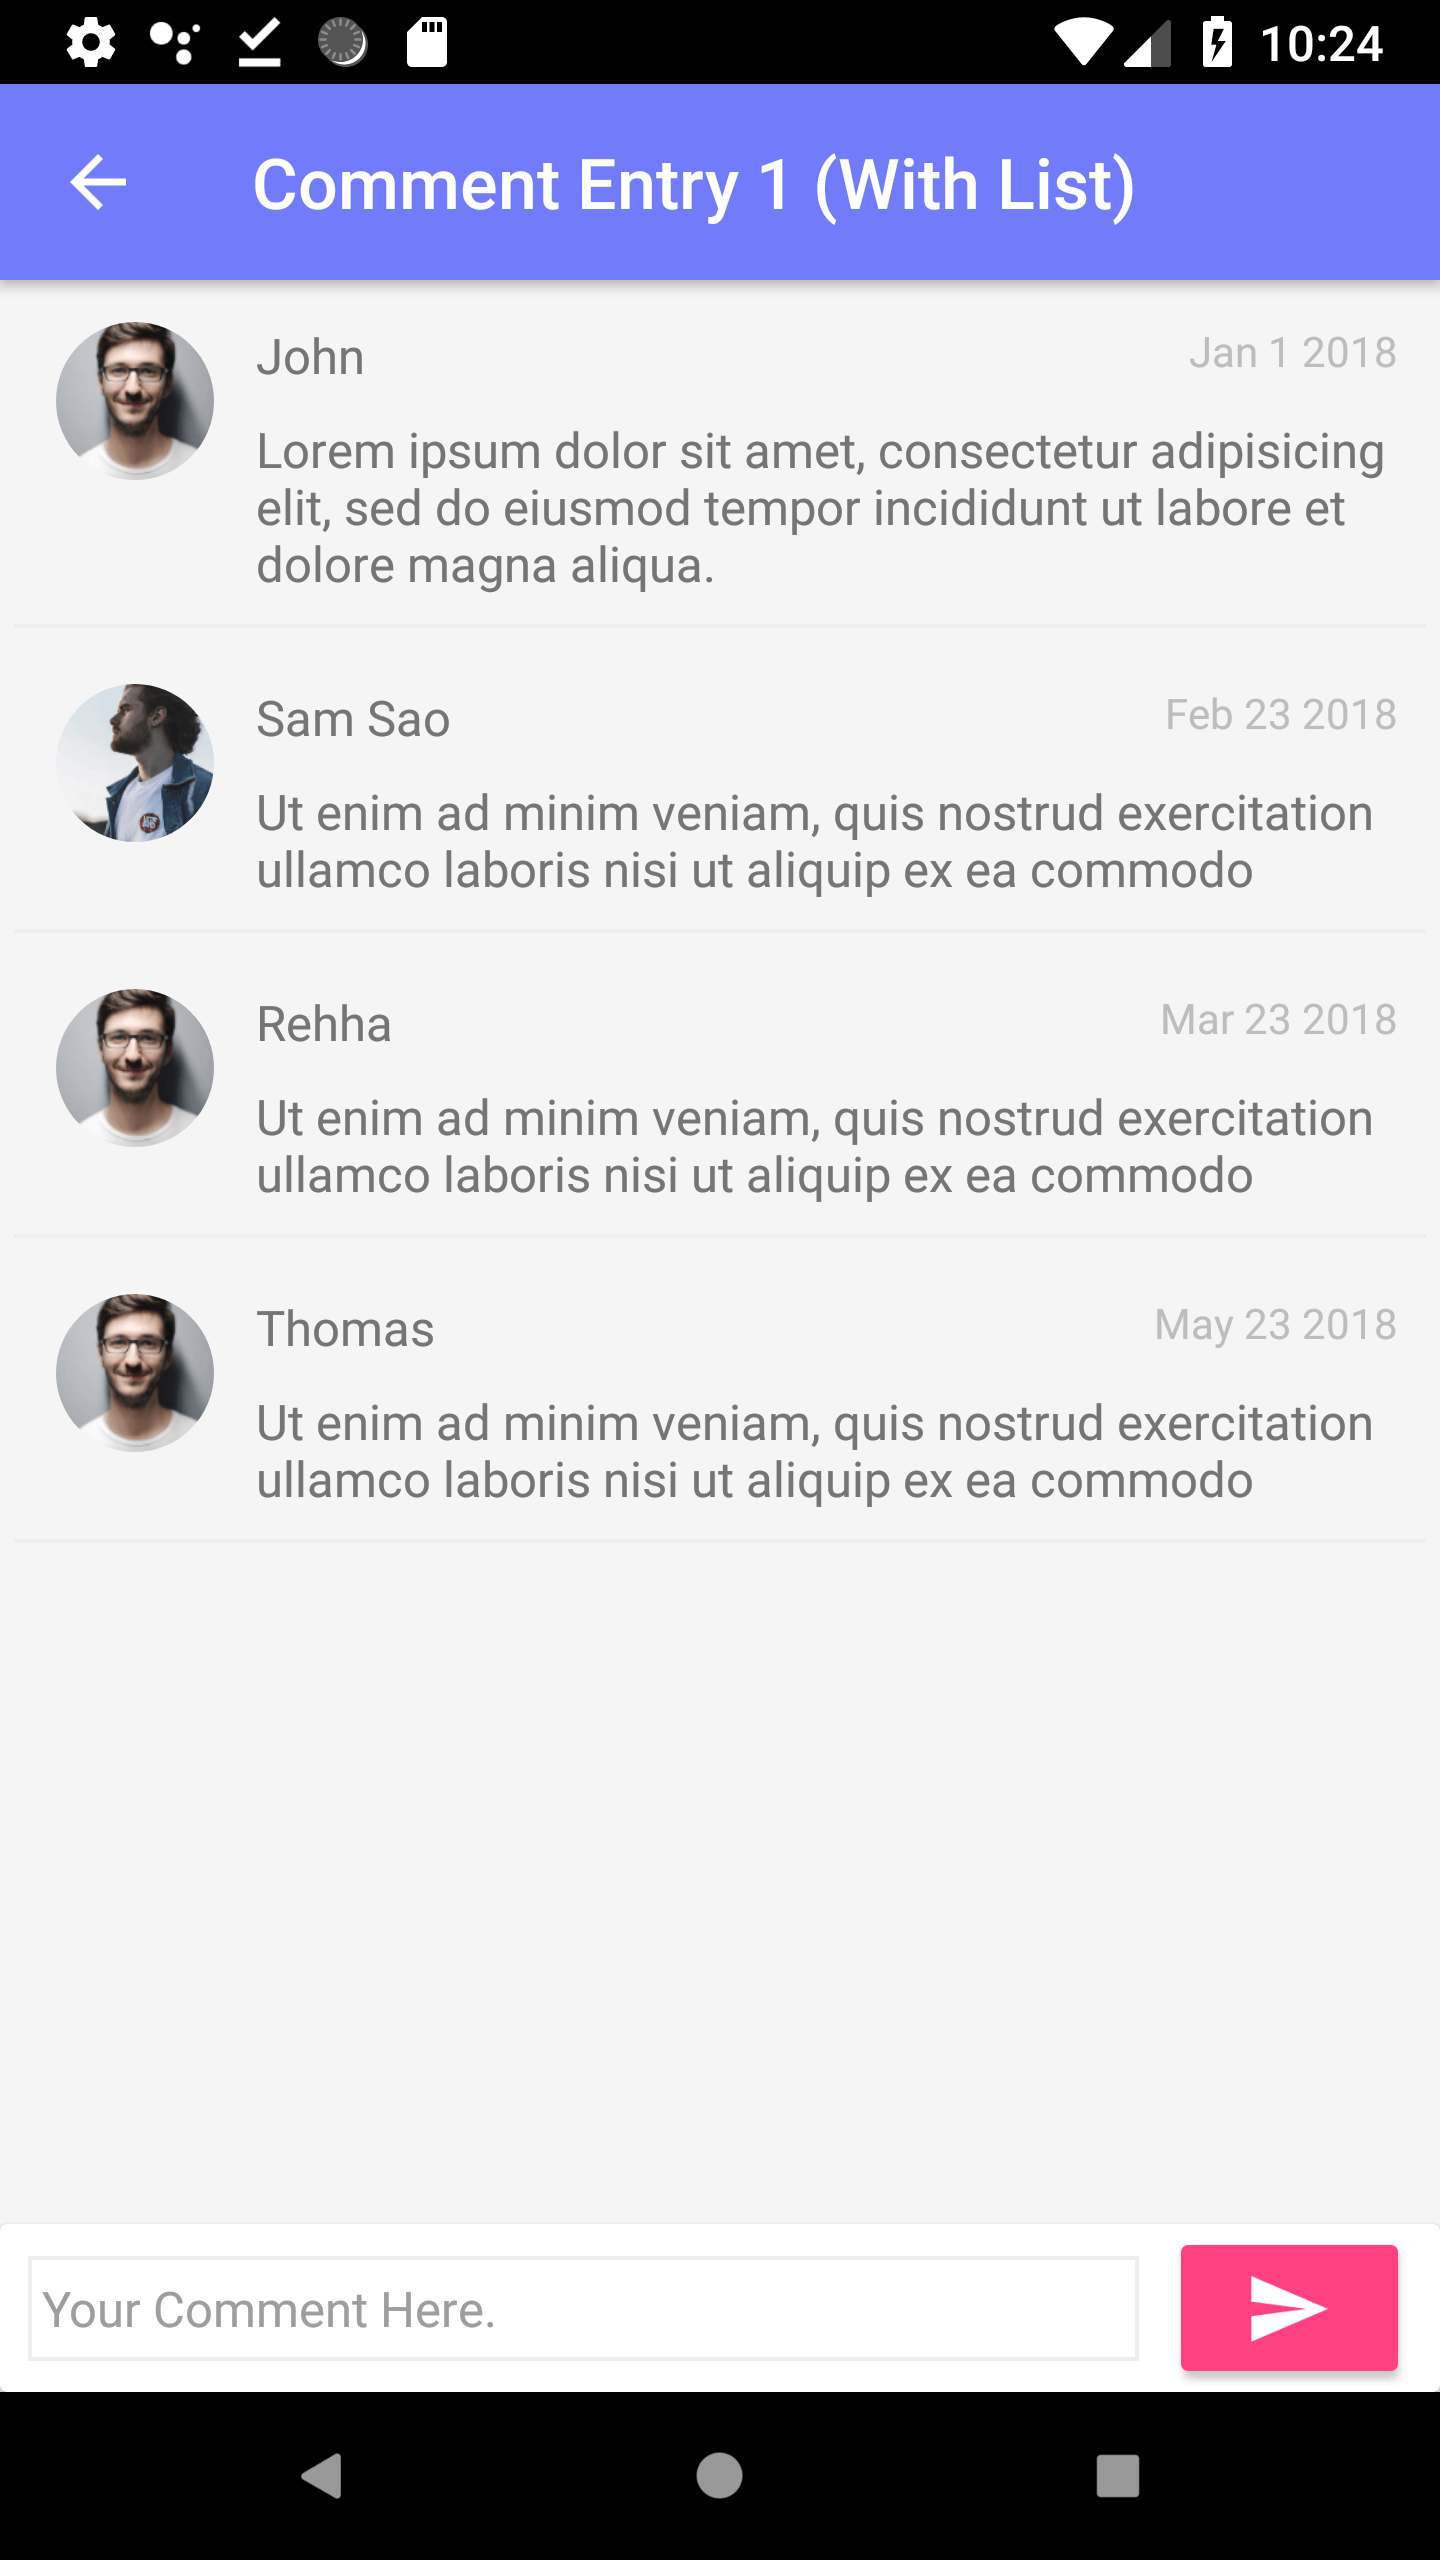 10:24
Comment Entry 1 (With List)
John
Jan 1 2018
Lorem ipsum dolor sit amet, consectetur adipisicing
elit, sed do eiusmod tempor incididunt ut labore et
dolore magna aliqua.
Sam Sao
Feb 23 2018
Ut enim ad minim veniam, quis nostrud exercitation
ullamco laboris nisi ut aliquip ex ea commodo
Rehha
Mar 23 2018
Ut enim ad minim veniam, quis nostrud exercitation
ullamco laboris nisi ut aliquip ex ea commodo
Thomas
May 23 2018
Ut enim ad minim veniam, quis nostrud exercitation
ullamco laboris nisi ut aliquip ex ea commodo
Your Comment Here.